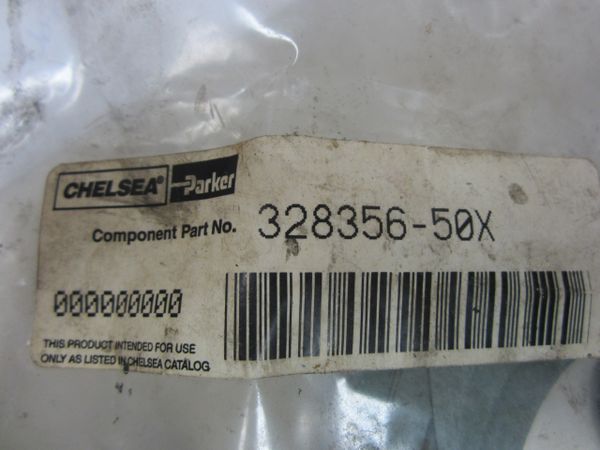 CHELSEA® Parker
Component Part No. 328356-50X
000000000
THIS PRODUCT INTENDED FOR USE
ONLY AS LISTED IN CHELSEA CATALOG